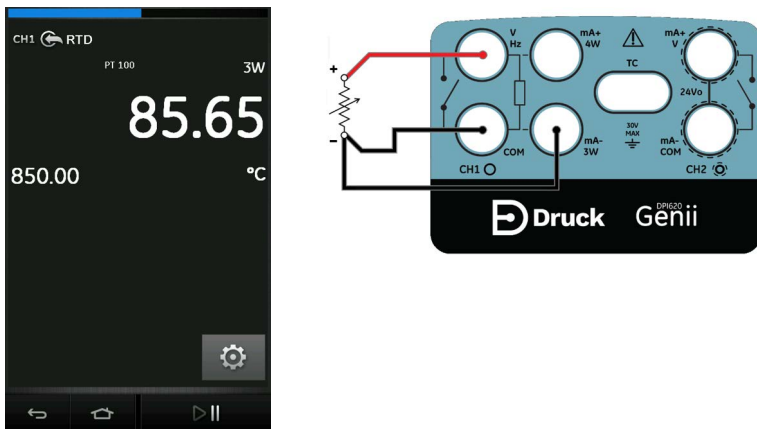 CH1 RTD
PT 100 3W
85.65
850.00 °C
+
−
V
Hz
mA+
4W
TC
mA+
V
24Vo
30V
MAX
COM
mA-
3W
mA-
COM
CH1
CH2
Druck
DPI620
Genii